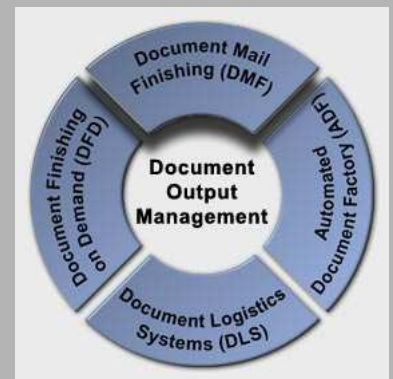 Document Mail
Finishing (DMF)
Automated
Document Factory (ADF)
Document Logistics
Systems (DLS)
Document Finishing
on Demand (DFD)
Document
Output
Management